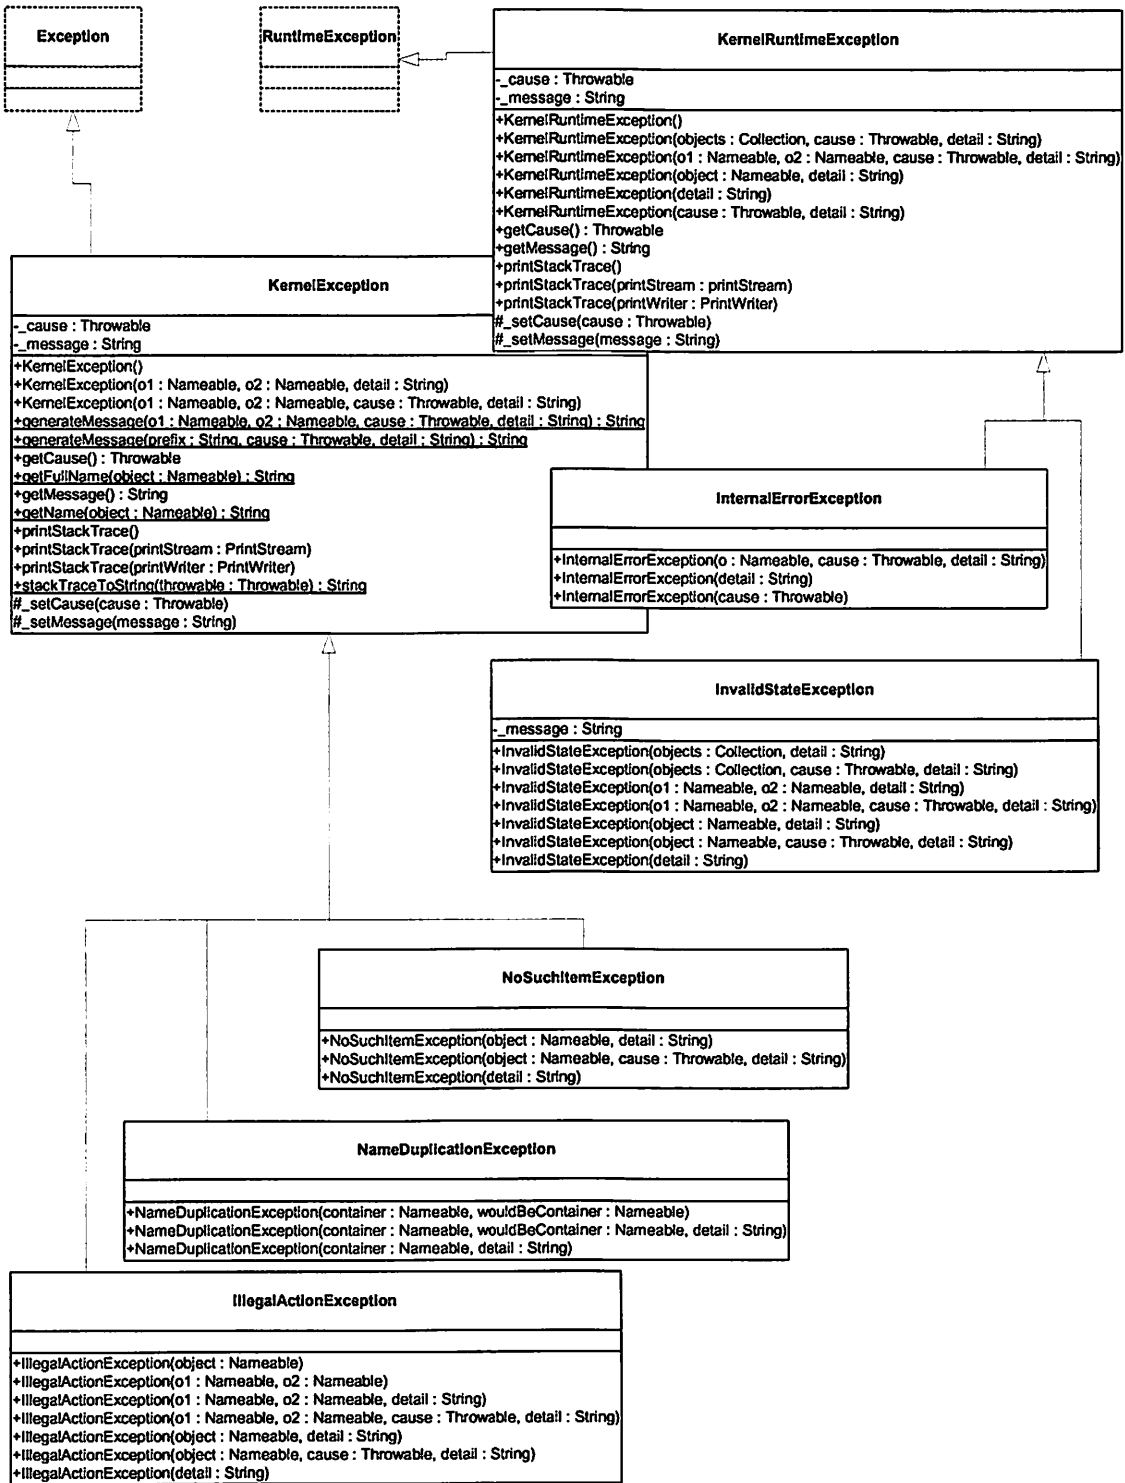 Exception
RuntimeException
KernelRuntimeException
-_cause : Throwable
-_message : String
+KernelRuntimeException()
+KernelRuntimeException(objects : Collection, cause : Throwable, detail : String)
+KernelRuntimeException(o1 : Nameable, o2 : Nameable, cause : Throwable, detail : String)
+KernelRuntimeException(object : Nameable, detail : String)
+KernelRuntimeException(detail : String)
+KernelRuntimeException(cause : Throwable, detail : String)
+getCause() : Throwable
+getMessage() : String
+printStackTrace()
+printStackTrace(printStream : printStream)
+printStackTrace(printWriter : PrintWriter)
#_setCause(cause : Throwable)
#_setMessage(message : String)
KernelException
-_cause : Throwable
-_message : String
+KernelException()
+KernelException(o1 : Nameable, o2 : Nameable, detail : String)
+KernelException(o1 : Nameable, o2 : Nameable, cause : Throwable, detail : String)
+generateMessage(o1 : Nameable, o2 : Nameable, cause : Throwable, detail : String) : String
+generateMessage(prefix : String, cause : Throwable, detail : String) : String
+getCause() : Throwable
+getFullName(object : Nameable) : String
+getMessage() : String
+getName(object : Nameable) : String
+printStackTrace()
+printStackTrace(printStream : PrintStream)
+printStackTrace(printWriter : PrintWriter)
+stackTraceToString(throwable : Throwable) : String
#_setCause(cause : Throwable)
#_setMessage(message : String)
InternalErrorException
+InternalErrorException(o : Nameable, cause : Throwable, detail : String)
+InternalErrorException(detail : String)
+InternalErrorException(cause : Throwable)
InvalidStateException
-_message : String
+InvalidStateException(objects : Collection, detail : String)
+InvalidStateException(objects : Collection, cause : Throwable, detail : String)
+InvalidStateException(o1 : Nameable, o2 : Nameable, detail : String)
+InvalidStateException(o1 : Nameable, o2 : Nameable, cause : Throwable, detail : String)
+InvalidStateException(object : Nameable, detail : String)
+InvalidStateException(object : Nameable, cause : Throwable, detail : String)
+InvalidStateException(detail : String)
NoSuchItemException
+NoSuchItemException(object : Nameable, detail : String)
+NoSuchItemException(object : Nameable, cause : Throwable, detail : String)
+NoSuchItemException(detail : String)
NameDuplicationException
+NameDuplicationException(container : Nameable, wouldBeContainer : Nameable)
+NameDuplicationException(container : Nameable, wouldBeContainer : Nameable, detail : String)
+NameDuplicationException(container : Nameable, detail : String)
IllegalActionException
+IllegalActionException(object : Nameable)
+IllegalActionException(o1 : Nameable, o2 : Nameable)
+IllegalActionException(o1 : Nameable, o2 : Nameable, detail : String)
+IllegalActionException(o1 : Nameable, o2 : Nameable, cause : Throwable, detail : String)
+IllegalActionException(object : Nameable, detail : String)
+IllegalActionException(object : Nameable, cause : Throwable, detail : String)
+IllegalActionException(detail : String)